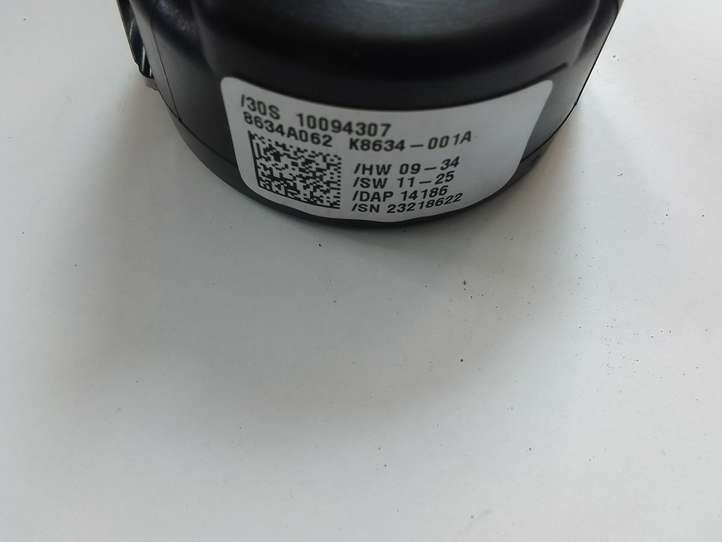 /30S 10094307
8634A062 K8634-001A
/HW 09-34
/SW 11-25
/DAP 14186
/SN 23218622